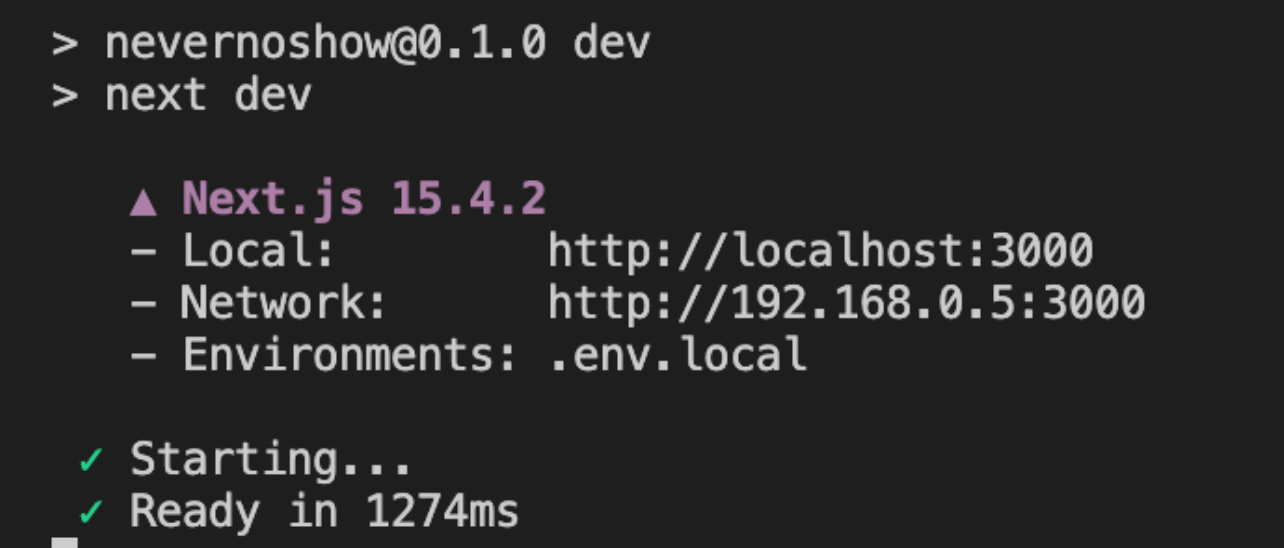 > nevernoshow@0.1.0 dev
> next dev
▲ Next.js 15.4.2
- Local: http://localhost:3000
- Network: http://192.168.0.5:3000
- Environments: .env.local
✓ Starting...
✓ Ready in 1274ms